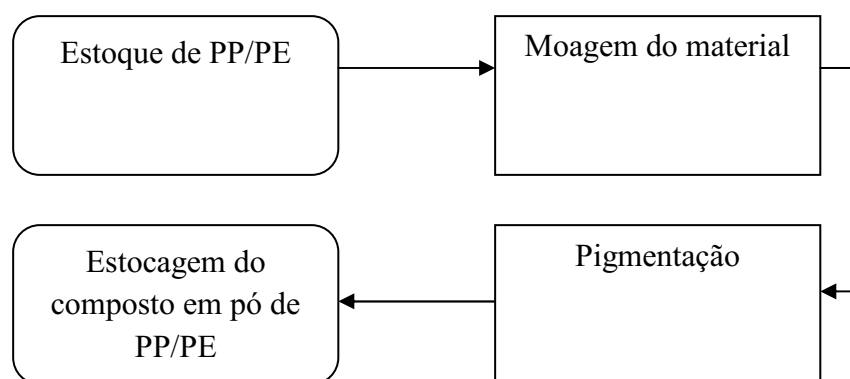 Estoque de PP/PE
Moagem do material
Estocagem do
composto em pó de
PP/PE
Pigmentação